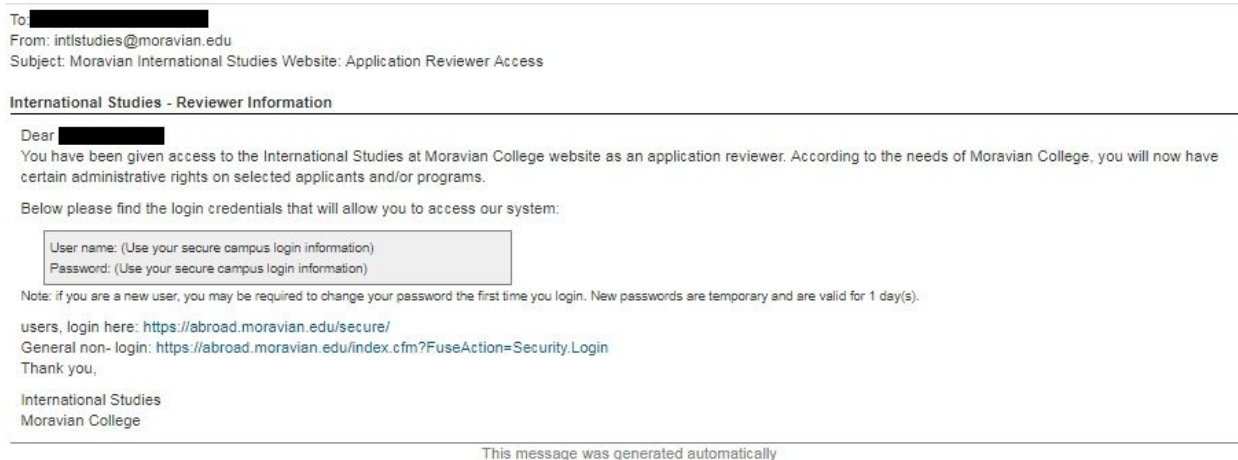 To:
From: intlstudies@moravian.edu
Subject: Moravian International Studies Website: Application Reviewer Access
International Studies - Reviewer Information
Dear
You have been given access to the International Studies at Moravian College website as an application reviewer. According to the needs of Moravian College, you will now have
certain administrative rights on selected applicants and/or programs.
Below please find the login credentials that will allow you to access our system:
User name: (Use your secure campus login information)
Password: (Use your secure campus login information)
Note: if you are a new user, you may be required to change your password the first time you login. New passwords are temporary and are valid for 1 day(s).
users, login here: https://abroad.moravian.edu/secure/
General non- login: https://abroad.moravian.edu/index.cfm?FuseAction=Security.Login
Thank you,
International Studies
Moravian College
This message was generated automatically